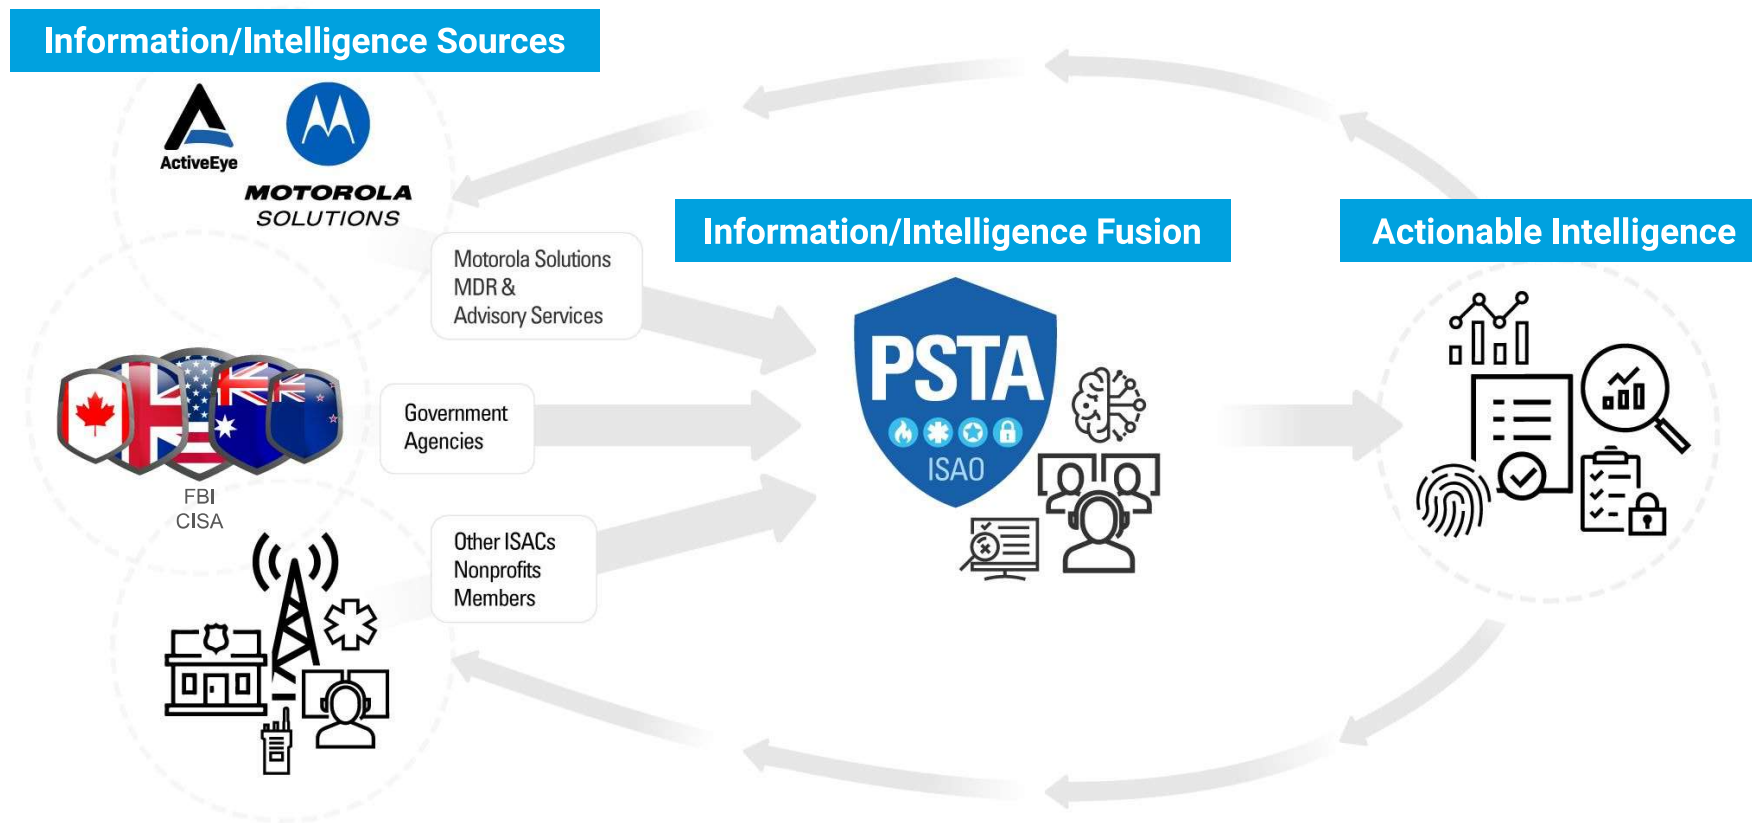 Information/Intelligence Sources
ActiveEye
MOTOROLA
SOLUTIONS
Motorola Solutions
MDR &
Advisory Services
Government
Agencies
FBI
CISA
Other ISACs
Nonprofits
Members
Information/Intelligence Fusion
PSTA
ISAO
Actionable Intelligence